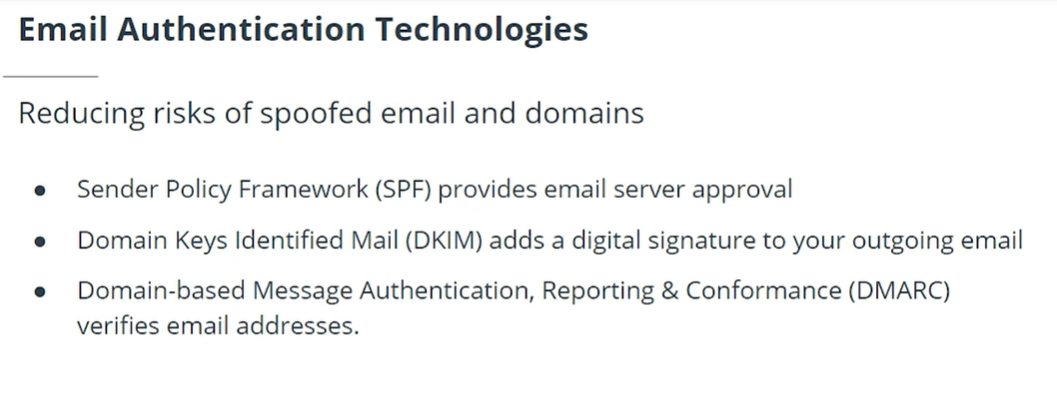 Email Authentication Technologies
Reducing risks of spoofed email and domains
● Sender Policy Framework (SPF) provides email server approval
● Domain Keys Identified Mail (DKIM) adds a digital signature to your outgoing email
● Domain-based Message Authentication, Reporting & Conformance (DMARC)
verifies email addresses.